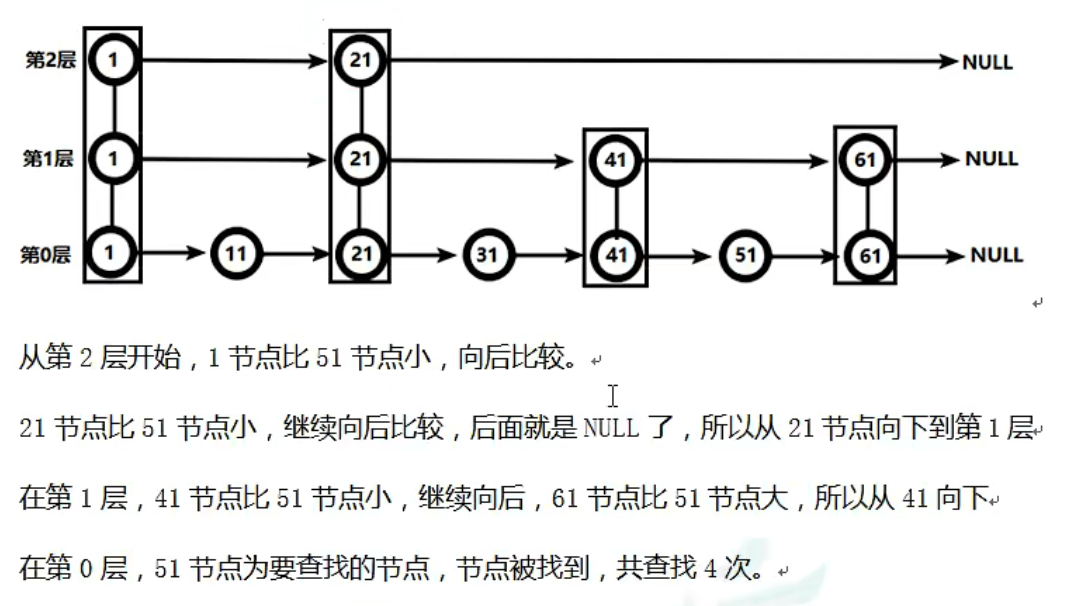 第2层 1 21 NULL
第1层 1 21 41 61 NULL
第0层 1 11 21 31 41 51 61 NULL
从第 2 层开始，1 节点比 51 节点小，向后比较。
21 节点比 51 节点小，继续向后比较，后面就是 NULL 了，所以从 21 节点向下到第 1 层
在第 1 层，41 节点比 51 节点小，继续向后，61 节点比 51 节点大，所以从 41 向下
在第 0 层，51 节点为要查找的节点，节点被找到，共查找 4 次。